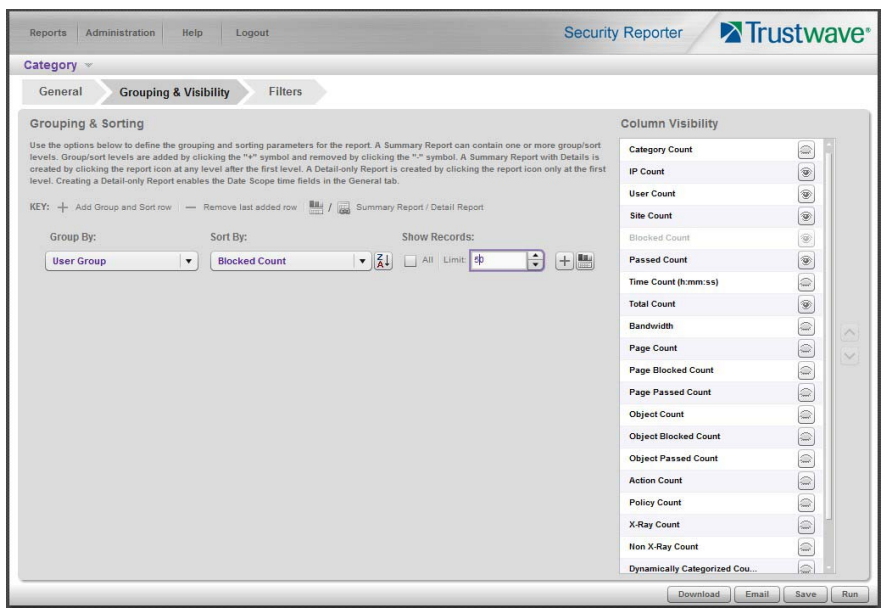 Reports Administration Help Logout
Security Reporter
Trustwave®
Category
General Grouping & Visibility Filters
Grouping & Sorting
Use the options below to define the grouping and sorting parameters for the report. A Summary Report can contain one or more group/sort
levels. Group/sort levels are added by clicking the "+" symbol and removed by clicking the "-" symbol. A Summary Report with Details is
created by clicking the report icon at any level after the first level. A Detail-only Report is created by clicking the report icon only at the first
level. Creating a Detail-only Report enables the Date Scope time fields in the General tab.
KEY: + Add Group and Sort row — Remove last added row / Summary Report / Detail Report
Group By: Sort By: Show Records:
User Group Blocked Count Z A All Limit: 50 +
Column Visibility
Category Count
IP Count
User Count
Site Count
Blocked Count
Passed Count
Time Count (h:mm:ss)
Total Count
Bandwidth
Page Count
Page Blocked Count
Page Passed Count
Object Count
Object Blocked Count
Object Passed Count
Action Count
Policy Count
X-Ray Count
Non X-Ray Count
Dynamically Categorized Cou...
Download Email Save Run